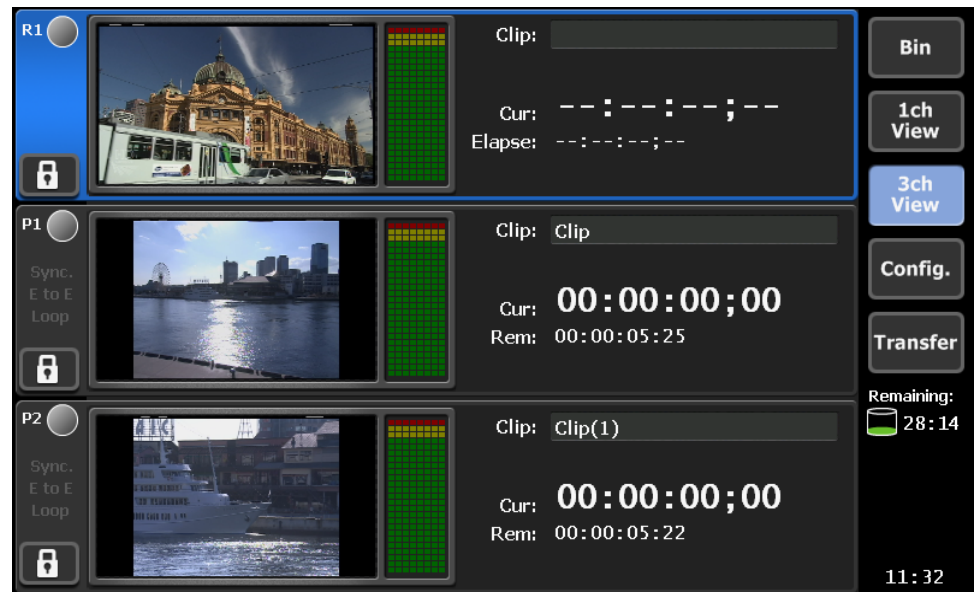 R1
Clip:
Cur: --:--:--;--
Elapse: --:--:--;--
P1
Sync.
E to E
Loop
Clip: Clip
Cur: 00:00:00;00
Rem: 00:00:05:25
P2
Sync.
E to E
Loop
Clip: Clip(1)
Cur: 00:00:00;00
Rem: 00:00:05:22
Bin
1ch
View
3ch
View
Config.
Transfer
Remaining:
28:14
11:32